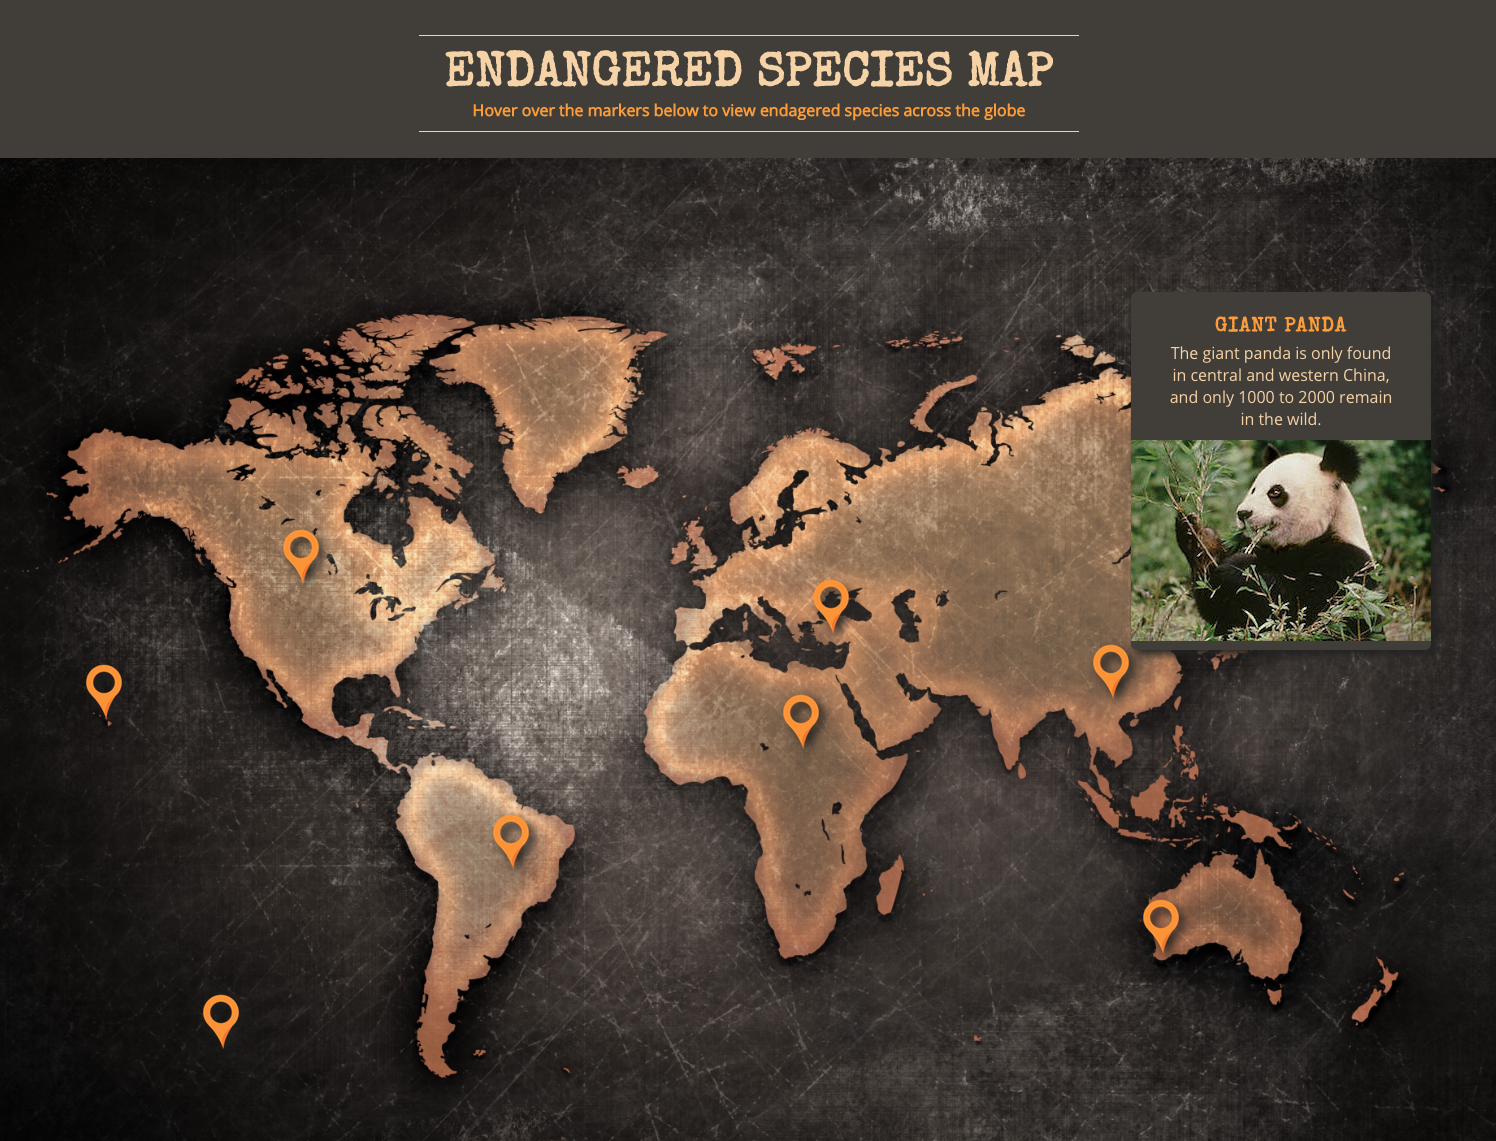 ENDANGERED SPECIES MAP
Hover over the markers below to view endagered species across the globe
GIANT PANDA
The giant panda is only found
in central and western China,
and only 1000 to 2000 remain
in the wild.